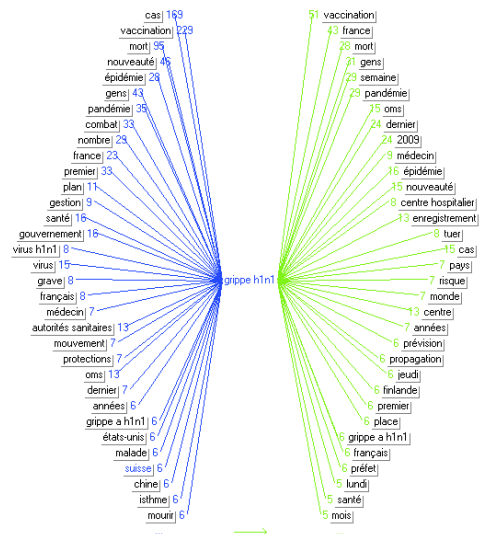 cas 169
vaccination 229
mort 95
nouveauté 46
épidémie 28
gens 43
pandémie 35
combat 33
nombre 29
france 23
premier 33
plan 11
gestion 9
santé 16
gouvernement 16
virus h1n1 8
virus 15
grave 8
français 8
médecin 7
autorités sanitaires 13
mouvement 7
protections 7
oms 13
dernier 7
années 6
grippe a h1n1 6
états-unis 6
malade 6
suisse 6
chine 6
isthme 6
mourir 6
...
grippe h1n1
51 vaccination
43 france
28 mort
31 gens
29 semaine
29 pandémie
15 oms
24 dernier
24 2009
9 médecin
16 épidémie
15 nouveauté
8 centre hospitalier
13 enregistrement
8 tuer
15 cas
7 pays
7 risque
7 monde
13 centre
7 années
6 prévision
6 propagation
6 jeudi
6 finlande
6 premier
6 place
6 grippe a h1n1
6 français
6 préfet
5 lundi
5 santé
5 mois
...